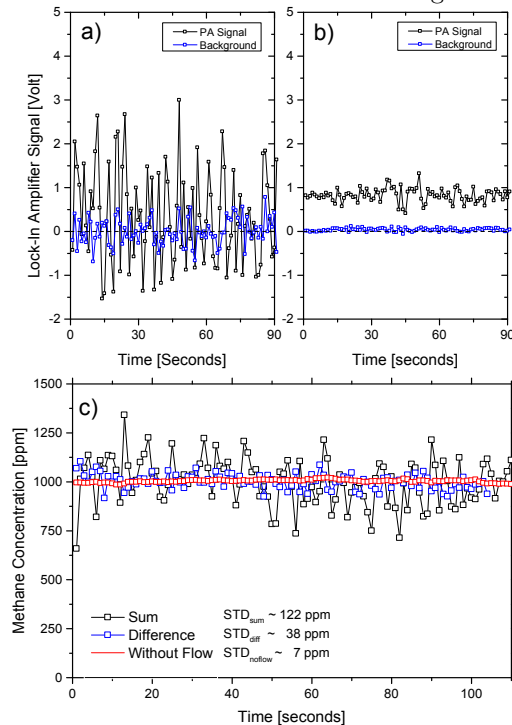 a)
PA Signal
Background
b)
PA Signal
Background
Lock-In Amplifier Signal [Volt]
5
4
3
2
1
0
-1
-2
0 30 60 90
Time [Seconds]
5
4
3
2
1
0
-1
-2
0 30 60 90
Time [Seconds]
c)
Methane Concentration [ppm]
1500
1250
1000
750
500
250
0
Sum STD_sum ~ 122 ppm
Difference STD_diff ~ 38 ppm
Without Flow STD_noflow ~ 7 ppm
0 20 40 60 80 100
Time [seconds]